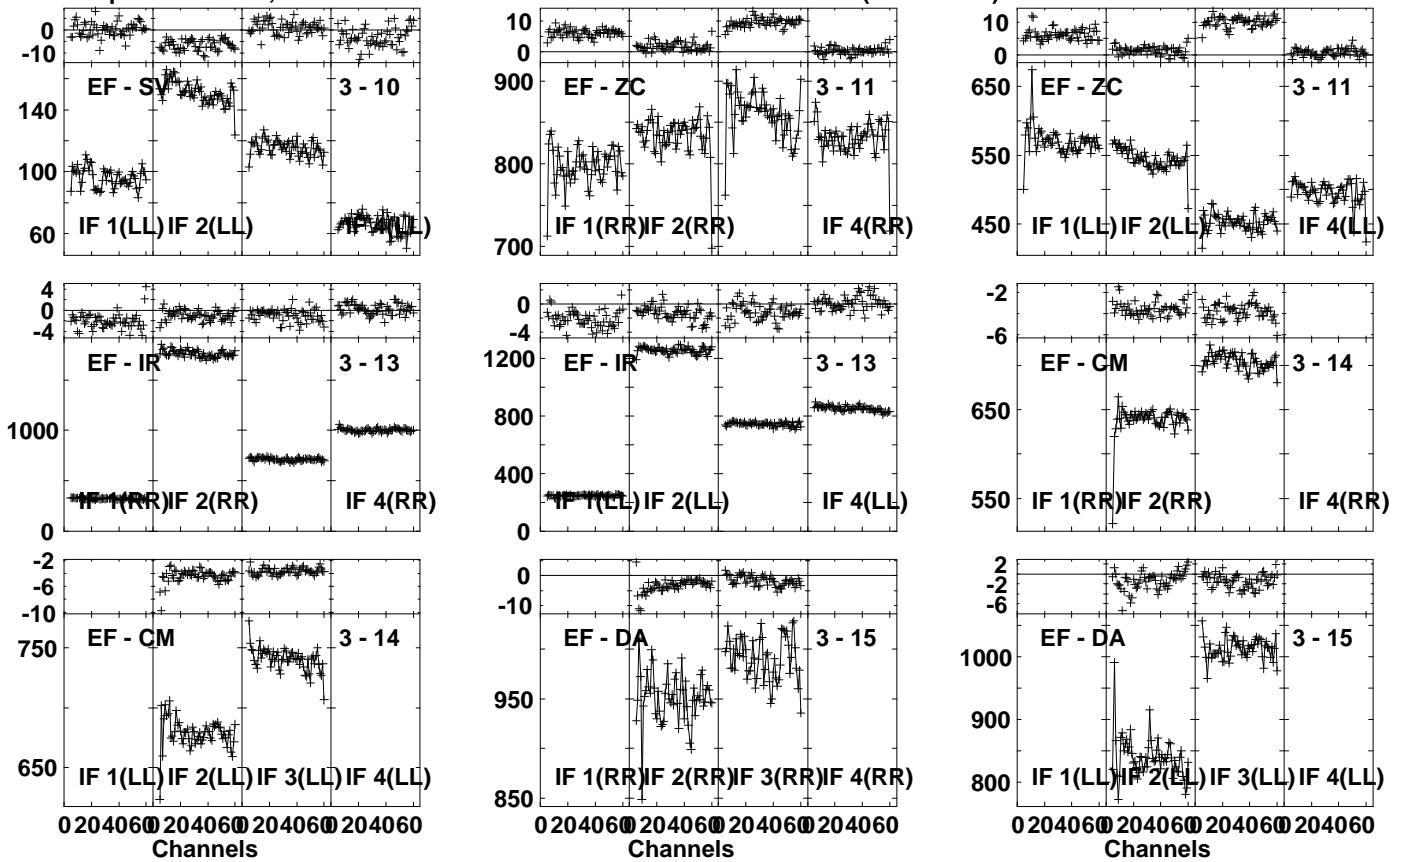 0
-10
EF - SV
3 - 10
140
100
60
IF 1(LL)
IF 2(LL)
IF 4(LL)
10
0
EF - ZC
3 - 11
900
800
700
IF 1(RR)
IF 2(RR)
IF 4(RR)
10
0
EF - ZC
3 - 11
650
550
450
IF 1(LL)
IF 2(LL)
IF 4(LL)
4
0
-4
EF - IR
3 - 13
1000
0
IF 1(RR)
IF 2(RR)
IF 4(RR)
0
-4
EF - IR
3 - 13
1200
800
400
0
IF 1(LL)
IF 2(LL)
IF 4(LL)
-2
-6
EF - CM
3 - 14
650
550
IF 1(RR)
IF 2(RR)
IF 4(RR)
-2
-6
-10
EF - CM
3 - 14
750
650
IF 1(LL)
IF 2(LL)
IF 3(LL)
IF 4(LL)
0 204060 0 204060 0 204060 0 204060
Channels
0
-10
EF - DA
3 - 15
950
850
IF 1(RR)
IF 2(RR)
IF 3(RR)
IF 4(RR)
0 204060 0 204060 0 204060 0 204060
Channels
2
-2
-6
EF - DA
3 - 15
1000
900
800
IF 1(LL)
IF 2(LL)
IF 3(LL)
IF 4(LL)
0 204060 0 204060 0 204060 0 204060
Channels